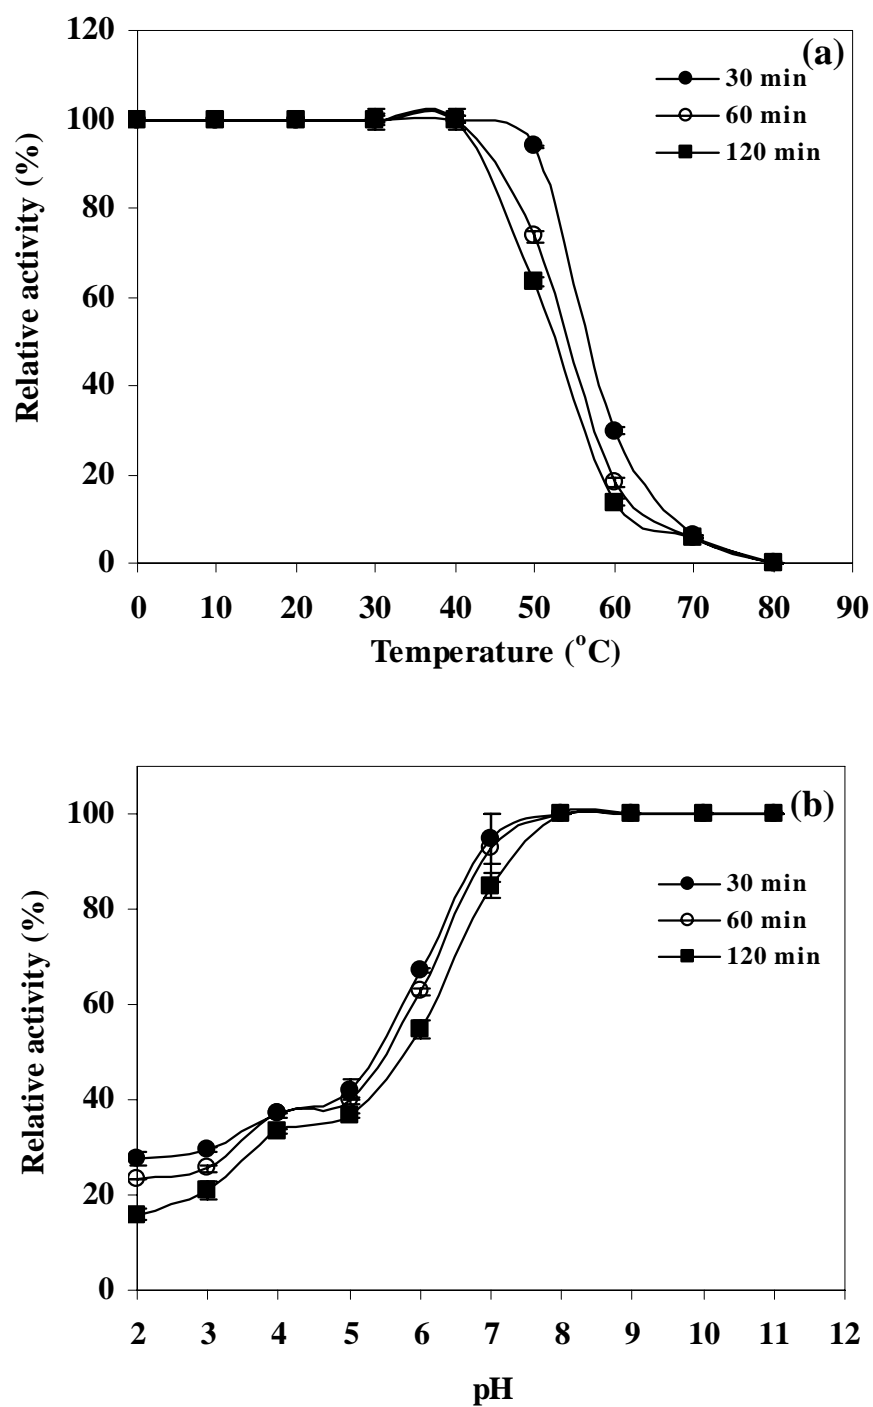 120
(a)
30 min
60 min
120 min
100
80
60
40
20
0
Relative activity (%)
0 10 20 30 40 50 60 70 80 90
Temperature (°C)
(b)
30 min
60 min
120 min
100
80
60
40
20
0
Relative activity (%)
2 3 4 5 6 7 8 9 10 11 12
pH